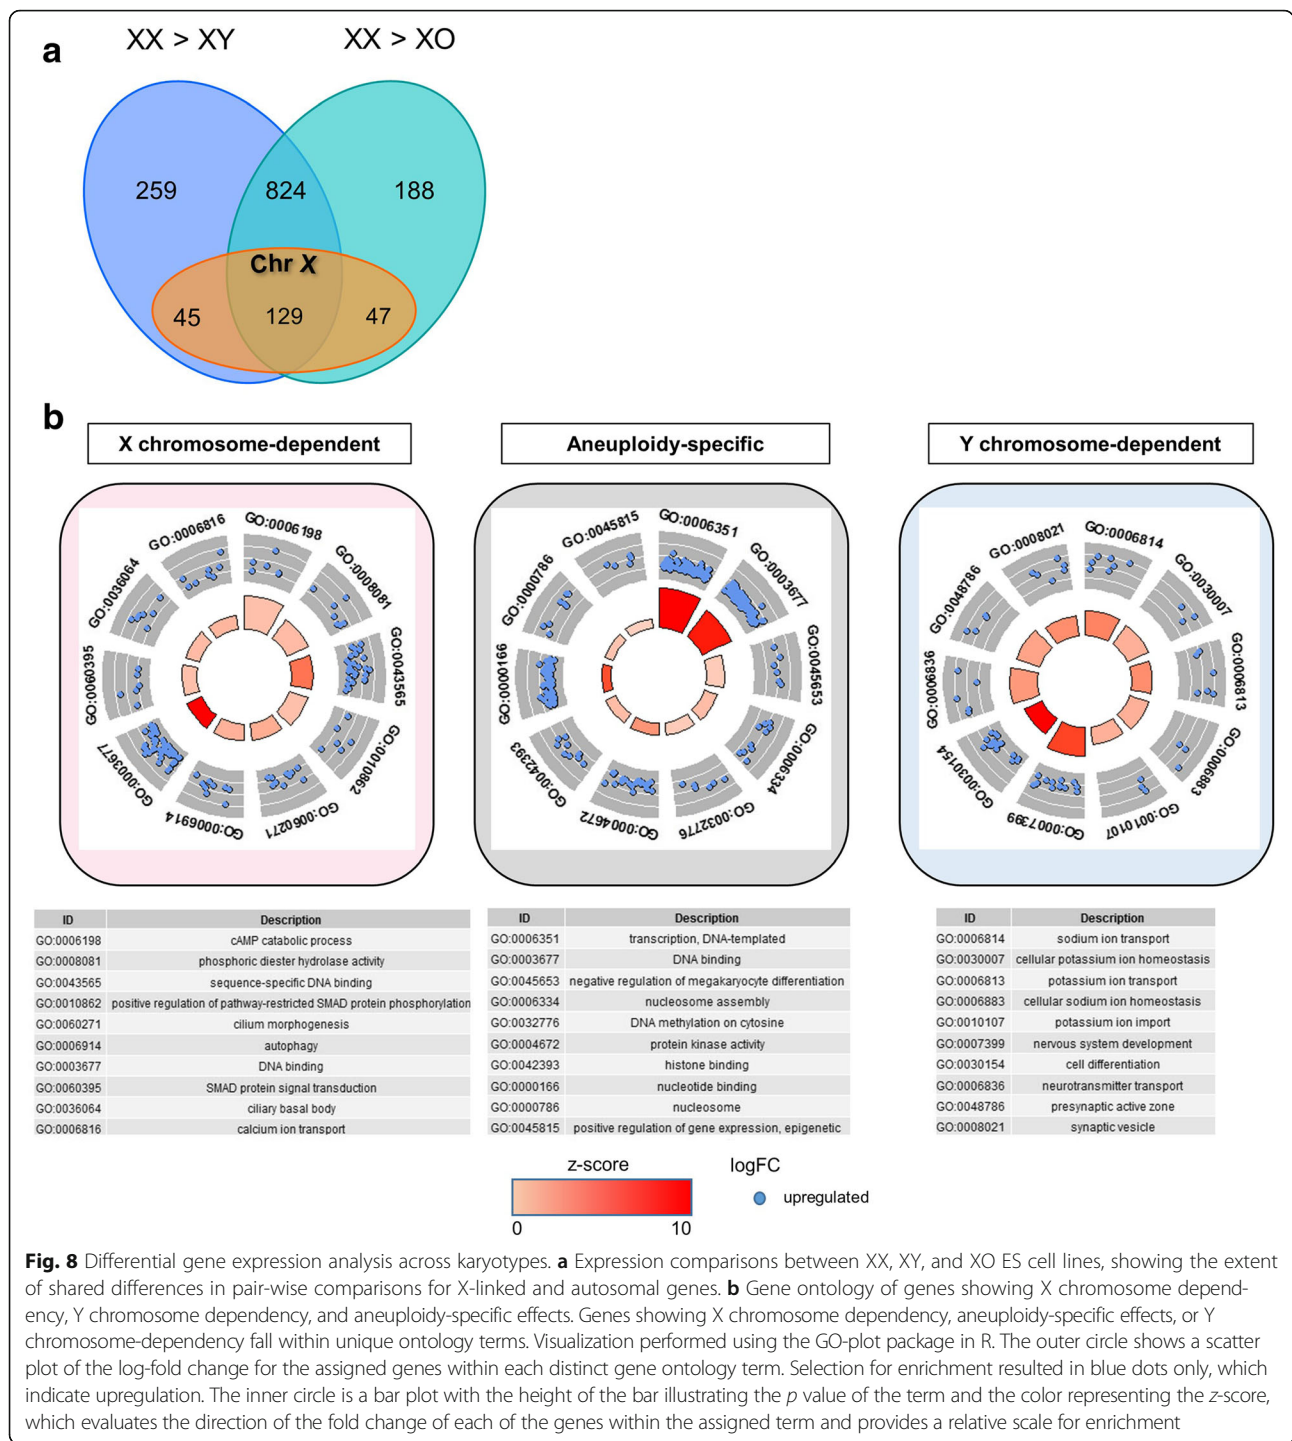 a
XX > XY
XX > XO
259
824
188
Chr X
45
129
47
b
X chromosome-dependent
Aneuploidy-specific
Y chromosome-dependent
GO:0006198
GO:0008081
GO:0043565
GO:0010862
GO:0060271
GO:0006914
GO:0003677
GO:0060395
GO:0036064
GO:0006816
GO:0006351
GO:0003677
GO:0045653
GO:0006334
GO:0032776
GO:0004672
GO:0042393
GO:0000166
GO:0000786
GO:0045815
GO:0006814
GO:0030007
GO:0006813
GO:0006883
GO:0010107
GO:0007399
GO:0030154
GO:0006836
GO:0048786
GO:0008021
ID Description
GO:0006198 cAMP catabolic process
GO:0008081 phosphoric diester hydrolase activity
GO:0043565 sequence-specific DNA binding
GO:0010862 positive regulation of pathway-restricted SMAD protein phosphorylation
GO:0060271 cilium morphogenesis
GO:0006914 autophagy
GO:0003677 DNA binding
GO:0060395 SMAD protein signal transduction
GO:0036064 ciliary basal body
GO:0006816 calcium ion transport
ID Description
GO:0006351 transcription, DNA-templated
GO:0003677 DNA binding
GO:0045653 negative regulation of megakaryocyte differentiation
GO:0006334 nucleosome assembly
GO:0032776 DNA methylation on cytosine
GO:0004672 protein kinase activity
GO:0042393 histone binding
GO:0000166 nucleotide binding
GO:0000786 nucleosome
GO:0045815 positive regulation of gene expression, epigenetic
ID Description
GO:0006814 sodium ion transport
GO:0030007 cellular potassium ion homeostasis
GO:0006813 potassium ion transport
GO:0006883 cellular sodium ion homeostasis
GO:0010107 potassium ion import
GO:0007399 nervous system development
GO:0030154 cell differentiation
GO:0006836 neurotransmitter transport
GO:0048786 presynaptic active zone
GO:0008021 synaptic vesicle
z-score
0 10
logFC
upregulated
Fig. 8 Differential gene expression analysis across karyotypes. a Expression comparisons between XX, XY, and XO ES cell lines, showing the extent
of shared differences in pair-wise comparisons for X-linked and autosomal genes. b Gene ontology of genes showing X chromosome depend-
ency, Y chromosome dependency, and aneuploidy-specific effects. Genes showing X chromosome dependency, aneuploidy-specific effects, or Y
chromosome-dependency fall within unique ontology terms. Visualization performed using the GO-plot package in R. The outer circle shows a scatter
plot of the log-fold change for the assigned genes within each distinct gene ontology term. Selection for enrichment resulted in blue dots only, which
indicate upregulation. The inner circle is a bar plot with the height of the bar illustrating the p value of the term and the color representing the z-score,
which evaluates the direction of the fold change of each of the genes within the assigned term and provides a relative scale for enrichment